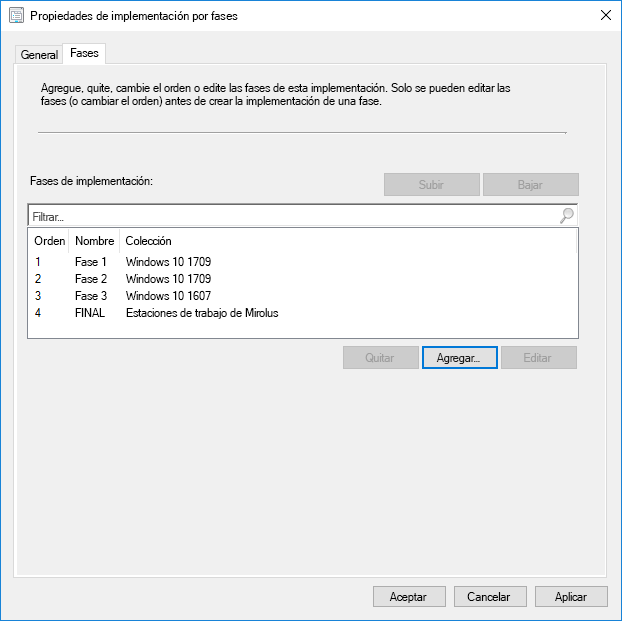 Propiedades de implementación por fases
General Fases
Agregue, quite, cambie el orden o edite las fases de esta implementación. Solo se pueden editar las
fases (o cambiar el orden) antes de crear la implementación de una fase.
Fases de implementación:
Subir Bajar
Filtrar...
Orden Nombre Colección
1 Fase 1 Windows 10 1709
2 Fase 2 Windows 10 1709
3 Fase 3 Windows 10 1607
4 FINAL Estaciones de trabajo de Mirolus
Quitar Agregar... Editar
Aceptar Cancelar Aplicar